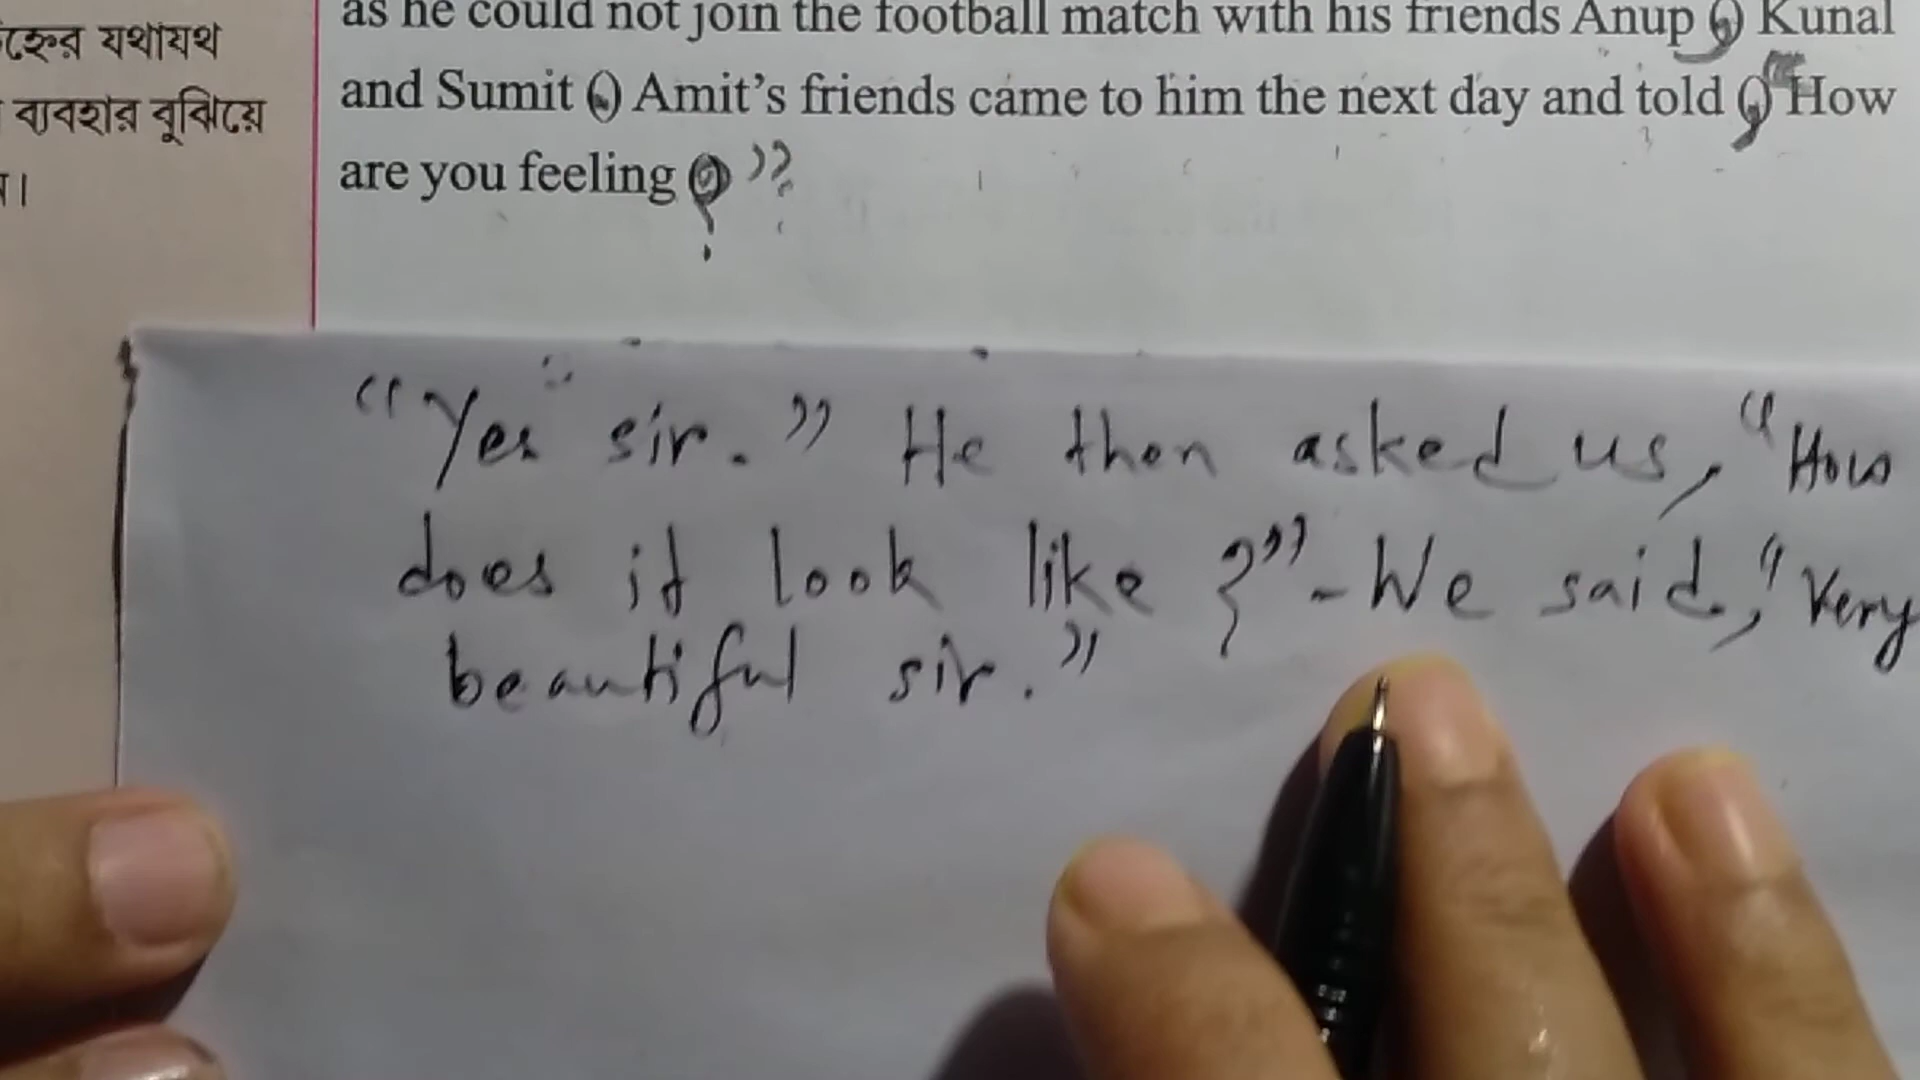 যথাযথ
ব্যবহার বুঝিয়ে
as he could not join the football match with his friends Anup (,) Kunal
and Sumit (.) Amit's friends came to him the next day and told (,) "How
are you feeling (?)"
"Yes sir." He then asked us, "How
does it look like ?" - We said, "Very
beautiful sir."